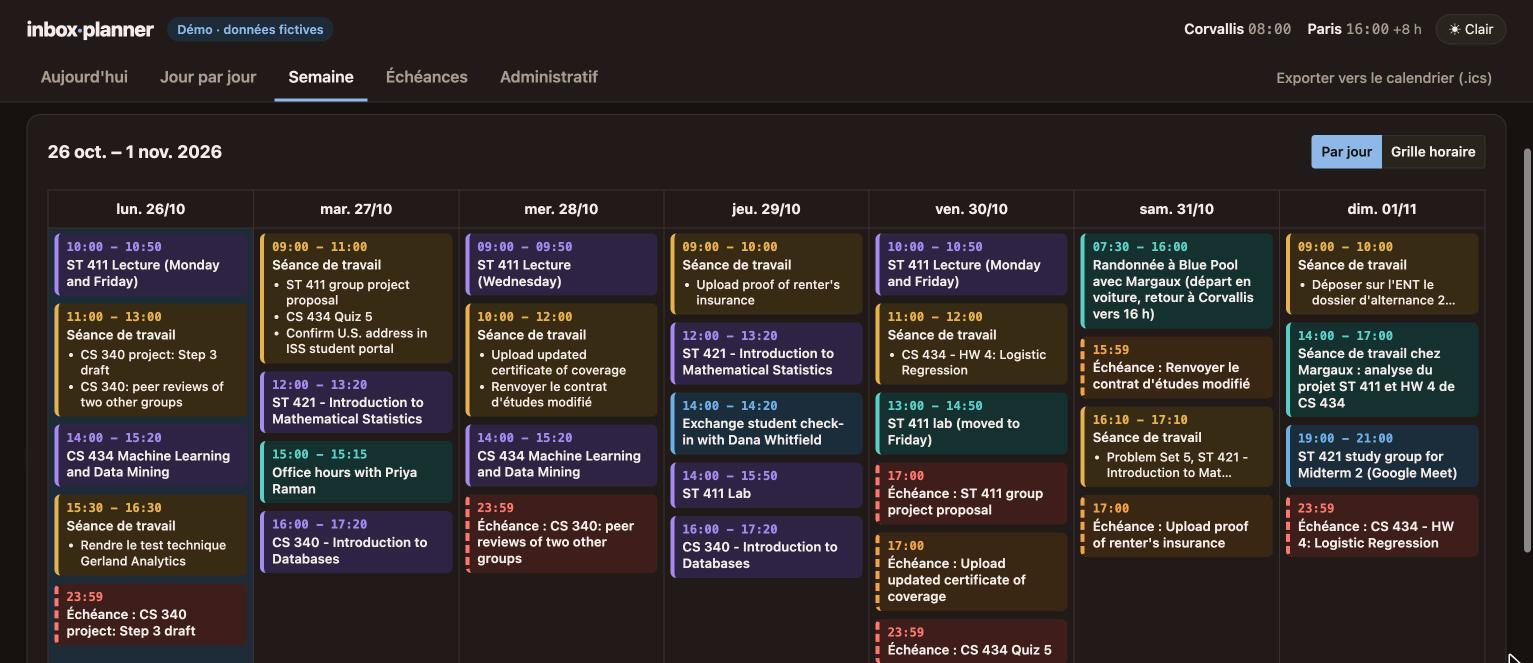 inbox·planner
Démo · données fictives
Corvallis 08:00 Paris 16:00 +8 h
☀ Clair
Aujourd'hui
Jour par jour
Semaine
Échéances
Administratif
Exporter vers le calendrier (.ics)
26 oct. – 1 nov. 2026
Par jour
Grille horaire
lun. 26/10
10:00 – 10:50
ST 411 Lecture (Monday
and Friday)
11:00 – 13:00
Séance de travail
• CS 340 project: Step 3
draft
• CS 340: peer reviews of
two other groups
14:00 – 15:20
CS 434 Machine Learning
and Data Mining
15:30 – 16:30
Séance de travail
• Rendre le test technique
Gerland Analytics
23:59
Échéance : CS 340
project: Step 3 draft
mar. 27/10
09:00 – 11:00
Séance de travail
• ST 411 group project
proposal
• CS 434 Quiz 5
• Confirm U.S. address in
ISS student portal
12:00 – 13:20
ST 421 - Introduction to
Mathematical Statistics
15:00 – 15:15
Office hours with Priya
Raman
16:00 – 17:20
CS 340 - Introduction to
Databases
mer. 28/10
09:00 – 09:50
ST 411 Lecture
(Wednesday)
10:00 – 12:00
Séance de travail
• Upload updated
certificate of coverage
• Renvoyer le contrat
d'études modifié
14:00 – 15:20
CS 434 Machine Learning
and Data Mining
23:59
Échéance : CS 340: peer
reviews of two other
groups
jeu. 29/10
09:00 – 10:00
Séance de travail
• Upload proof of renter's
insurance
12:00 – 13:20
ST 421 - Introduction to
Mathematical Statistics
14:00 – 14:20
Exchange student check-
in with Dana Whitfield
14:00 – 15:50
ST 411 Lab
16:00 – 17:20
CS 340 - Introduction to
Databases
ven. 30/10
10:00 – 10:50
ST 411 Lecture (Monday
and Friday)
11:00 – 12:00
Séance de travail
• CS 434 - HW 4: Logistic
Regression
13:00 – 14:50
ST 411 lab (moved to
Friday)
17:00
Échéance : ST 411 group
project proposal
17:00
Échéance : Upload
updated certificate of
coverage
23:59
Échéance : CS 434 Quiz 5
sam. 31/10
07:30 – 16:00
Randonnée à Blue Pool
avec Margaux (départ en
voiture, retour à Corvallis
vers 16 h)
15:59
Échéance : Renvoyer le
contrat d'études modifié
16:10 – 17:10
Séance de travail
• Problem Set 5, ST 421 -
Introduction to Mat...
17:00
Échéance : Upload proof
of renter's insurance
dim. 01/11
09:00 – 10:00
Séance de travail
• Déposer sur l'ENT le
dossier d'alternance 2...
14:00 – 17:00
Séance de travail chez
Margaux : analyse du
projet ST 411 et HW 4 de
CS 434
19:00 – 21:00
ST 421 study group for
Midterm 2 (Google Meet)
23:59
Échéance : CS 434 - HW
4: Logistic Regression